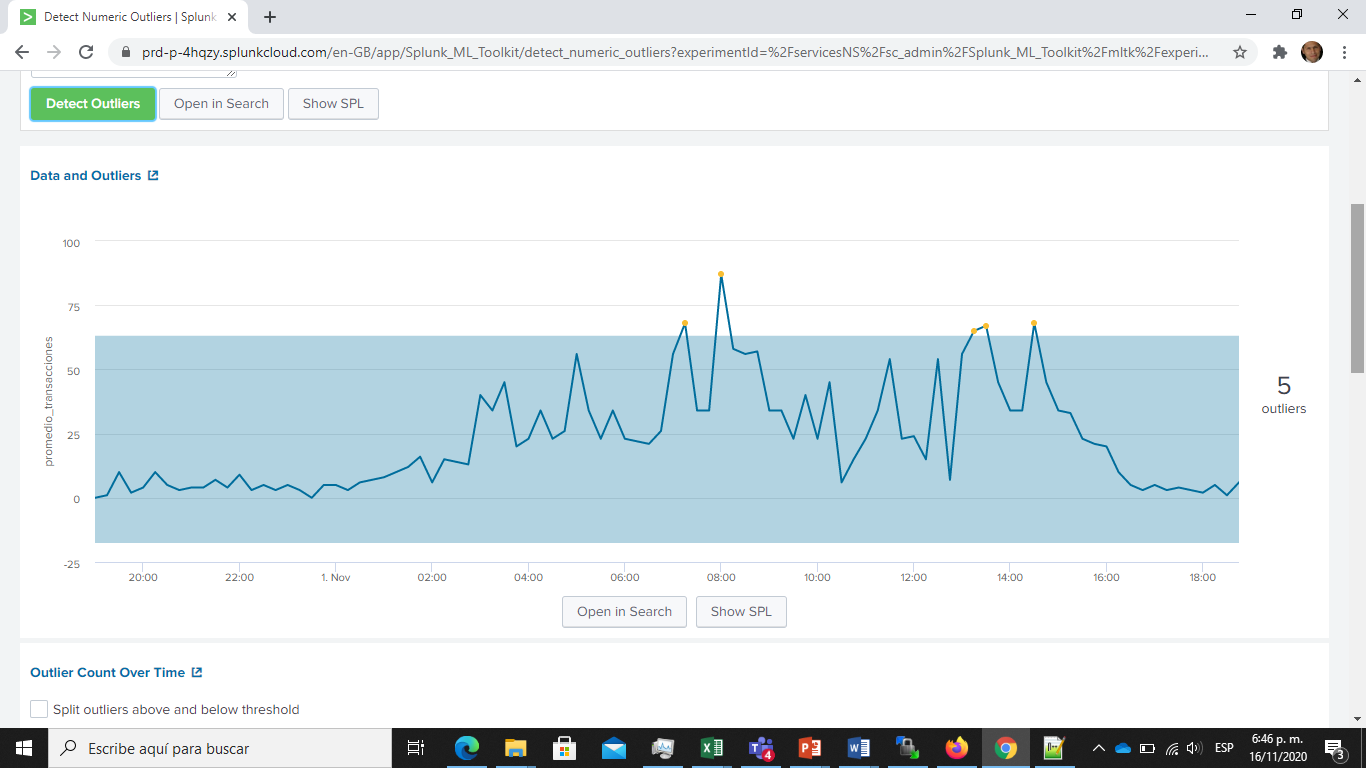 Detect Numeric Outliers | Splunk
prd-p-4hqzy.splunkcloud.com/en-GB/app/Splunk_ML_Toolkit/detect_numeric_outliers?experimentId=%2FservicesNS%2Fsc_admin%2FSplunk_ML_Toolkit%2Fmltk%2Fexperi...
Detect Outliers Open in Search Show SPL
Data and Outliers
100
75
50
25
0
-25
promedio_transacciones
5
outliers
20:00 22:00 1. Nov 02:00 04:00 06:00 08:00 10:00 12:00 14:00 16:00 18:00
Open in Search Show SPL
Outlier Count Over Time
Split outliers above and below threshold
Escribe aquí para buscar
4
ESP
6:46 p. m.
16/11/2020
3